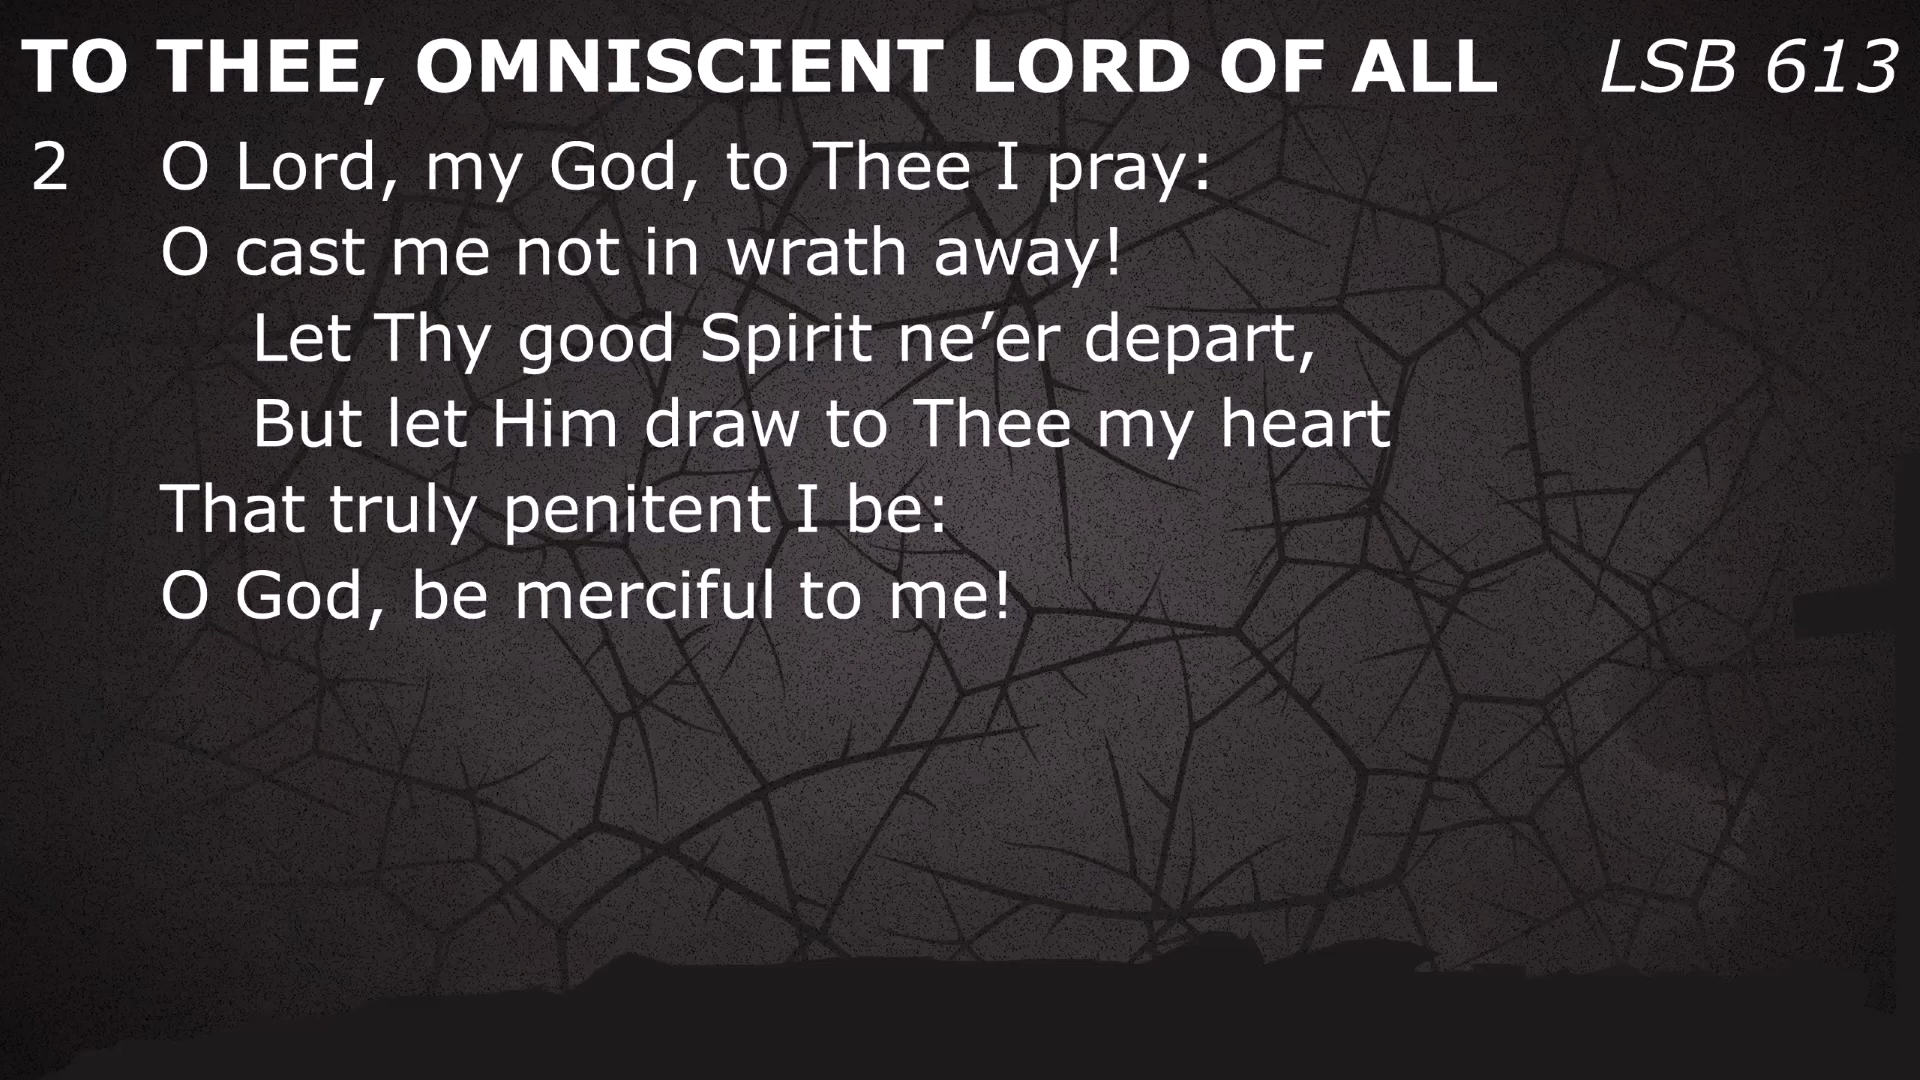 TO THEE, OMNISCIENT LORD OF ALL LSB 613
2 O Lord, my God, to Thee I pray:
O cast me not in wrath away!
Let Thy good Spirit ne’er depart,
But let Him draw to Thee my heart
That truly penitent I be:
O God, be merciful to me!